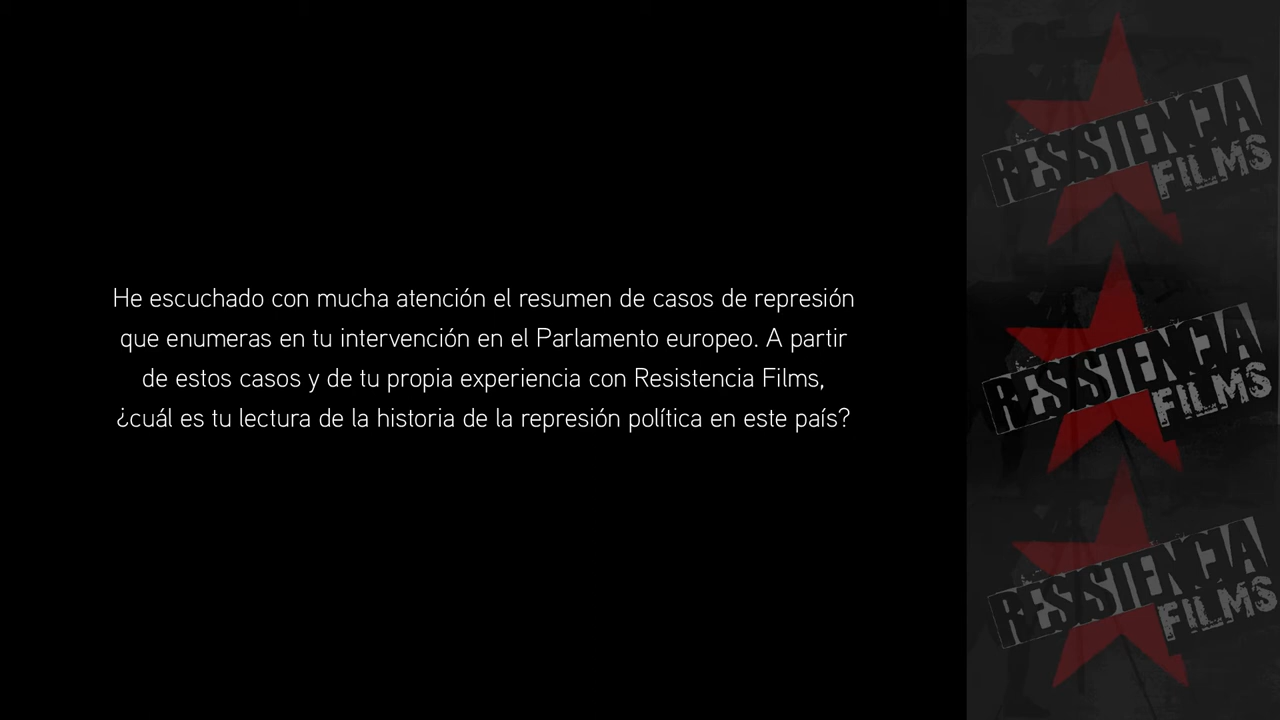 He escuchado con mucha atención el resumen de casos de represión
que enumeras en tu intervención en el Parlamento europeo. A partir
de estos casos y de tu propia experiencia con Resistencia Films,
¿cuál es tu lectura de la historia de la represión política en este país?
RESISTENCIA
FILMS
RESISTENCIA
FILMS
RESISTENCIA
FILMS